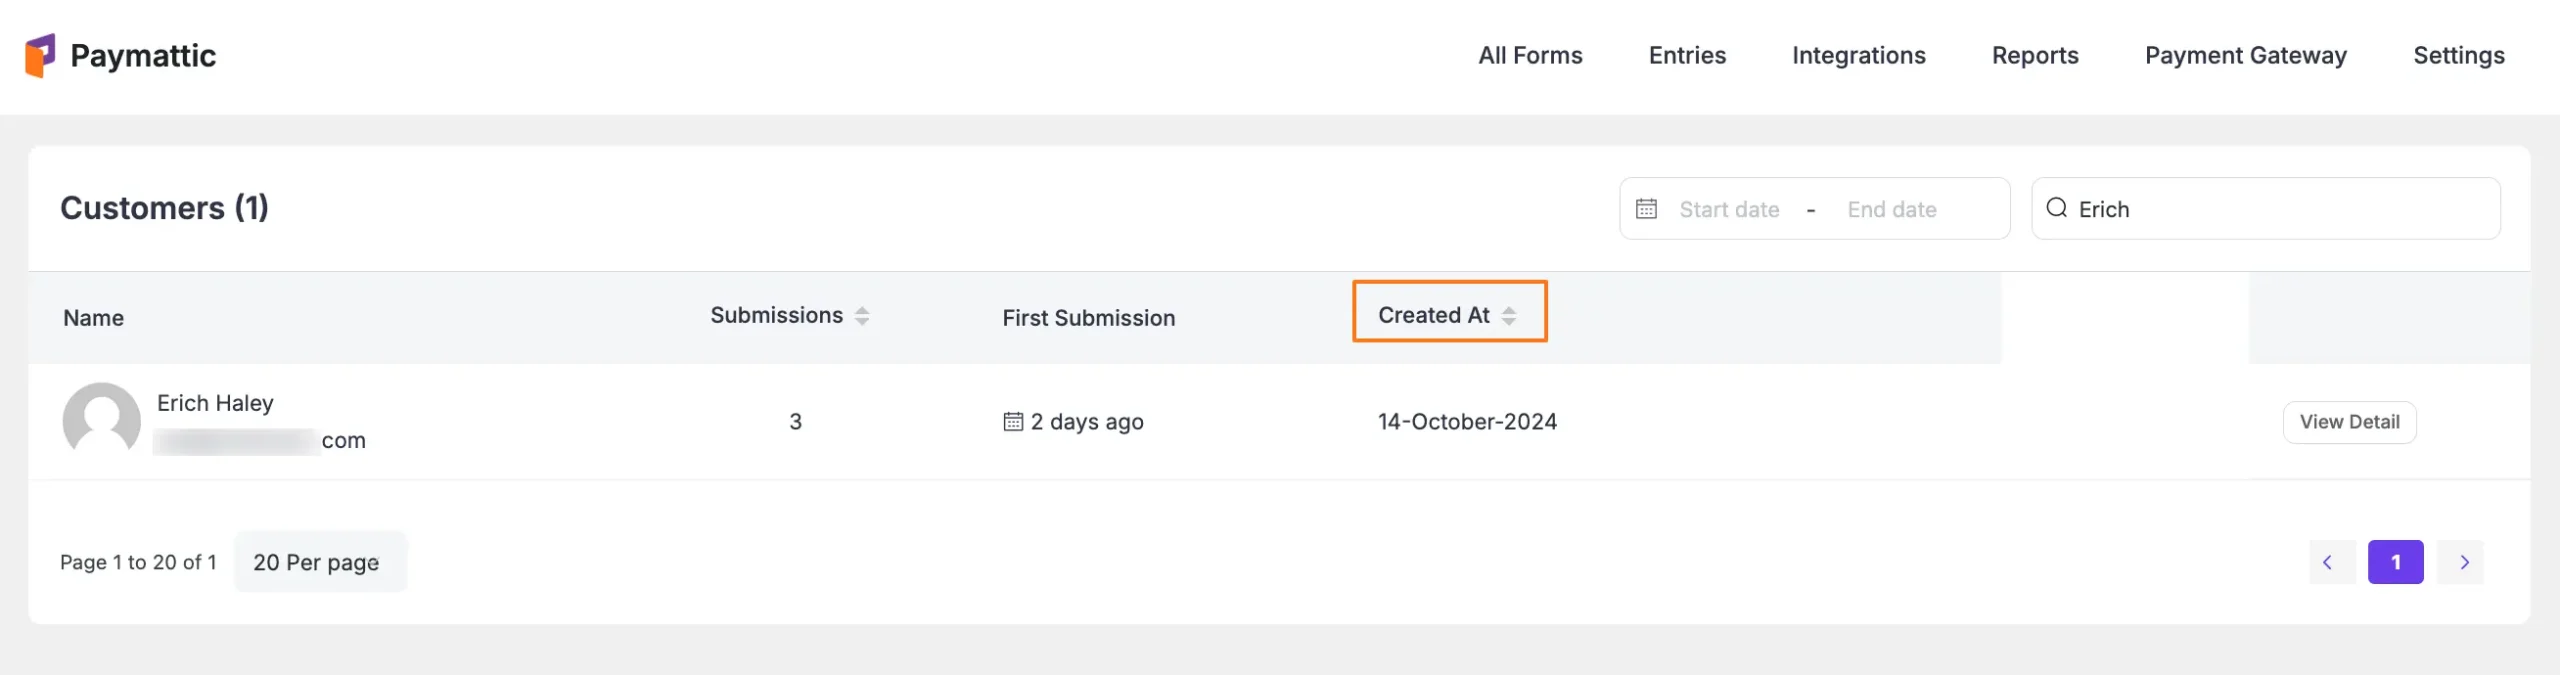 Paymattic All Forms Entries Integrations Reports Payment Gateway Settings
Customers (1) Start date - End date Erich
Name Submissions First Submission Created At
Erich Haley
com
3 2 days ago 14-October-2024 View Detail
Page 1 to 20 of 1 20 Per page 1